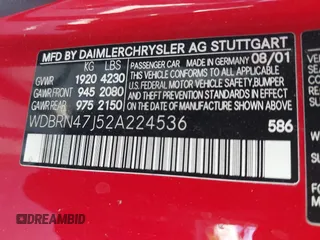 MFD BY DAIMLERCHRYSLER AG STUTTGART
KG LBS PASSENGER CAR MADE IN GERMANY 08/01
GVWR 1920 4230 THIS VEHICLE CONFORMS TO ALL APPLICABLE
GAWR FRONT 945 2080 FEDERAL MOTOR VEHICLE SAFETY, BUMPER,
GAWR REAR 975 2150 AND THEFT PREVENTION STANDARDS IN EFFECT ON THE DATE OF MANUFACTURE SHOWN ABOVE
WDBRN47J52A224536
586
DREAMBID